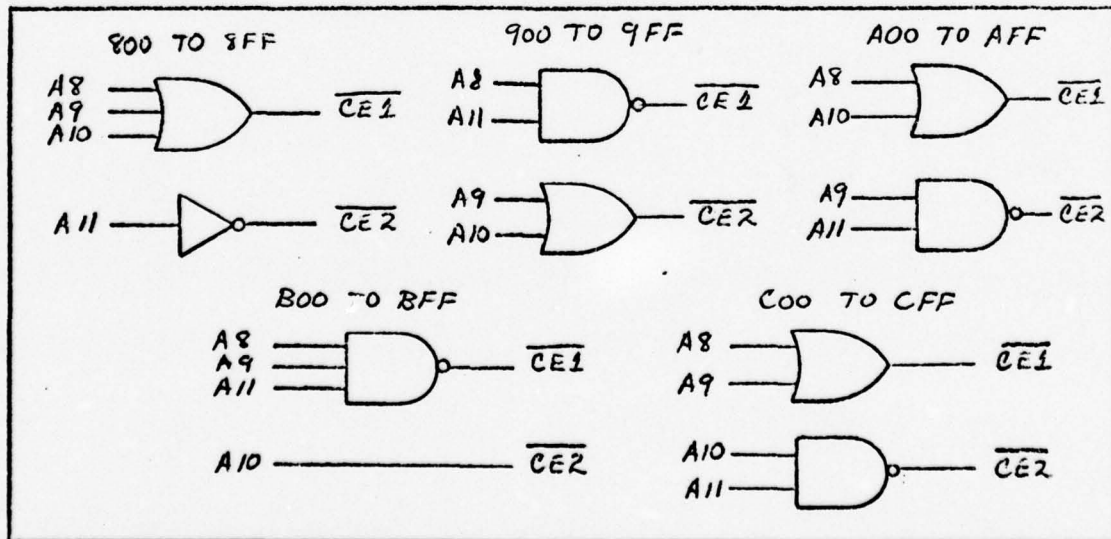 800 TO 8FF
A8
A9
A10
CE1
A11
CE2
900 TO 9FF
A8
A11
CE1
A9
A10
CE2
A00 TO AFF
A8
A10
CE1
A9
A11
CE2
B00 TO BFF
A8
A9
A11
CE1
A10
CE2
C00 TO CFF
A8
A9
CE1
A10
A11
CE2